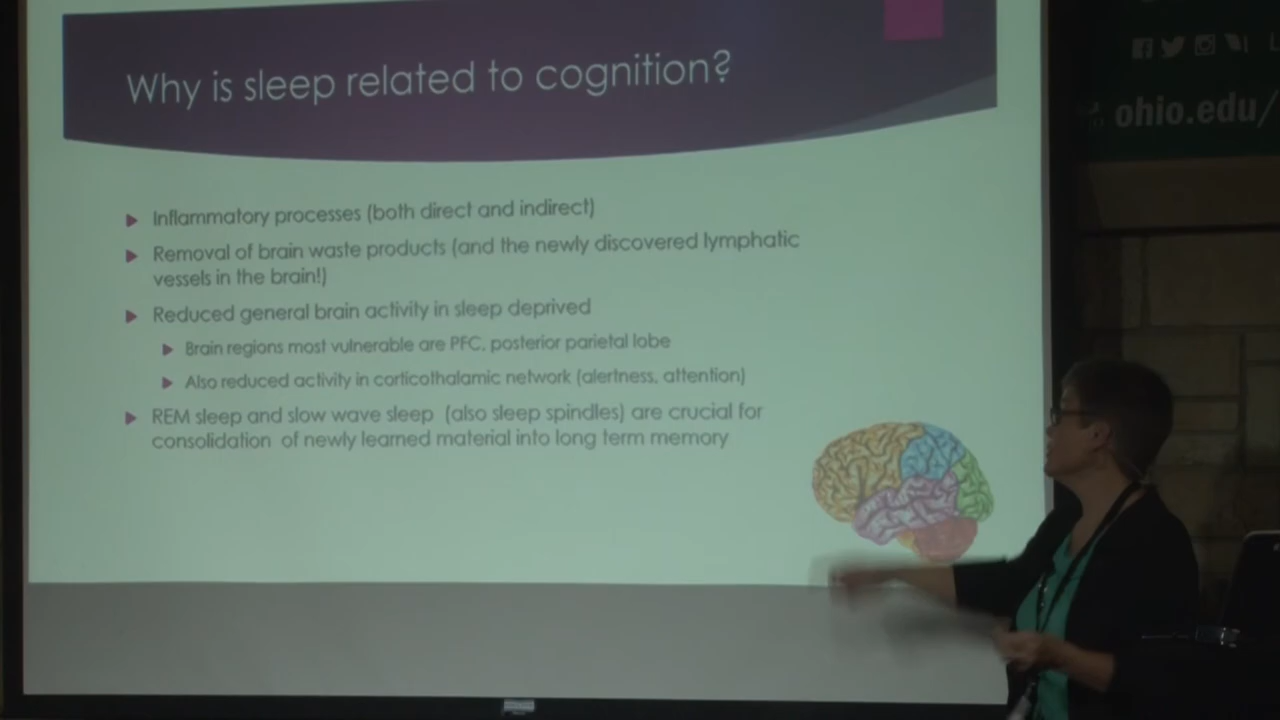 Why is sleep related to cognition?
Inflammatory processes (both direct and indirect)
Removal of brain waste products (and the newly discovered lymphatic
vessels in the brain!)
Reduced general brain activity in sleep deprived
Brain regions most vulnerable are PFC, posterior parietal lobe
Also reduced activity in corticothalamic network (alertness, attention)
REM sleep and slow wave sleep (also sleep spindles) are crucial for
consolidation of newly learned material into long term memory
ohio.edu/